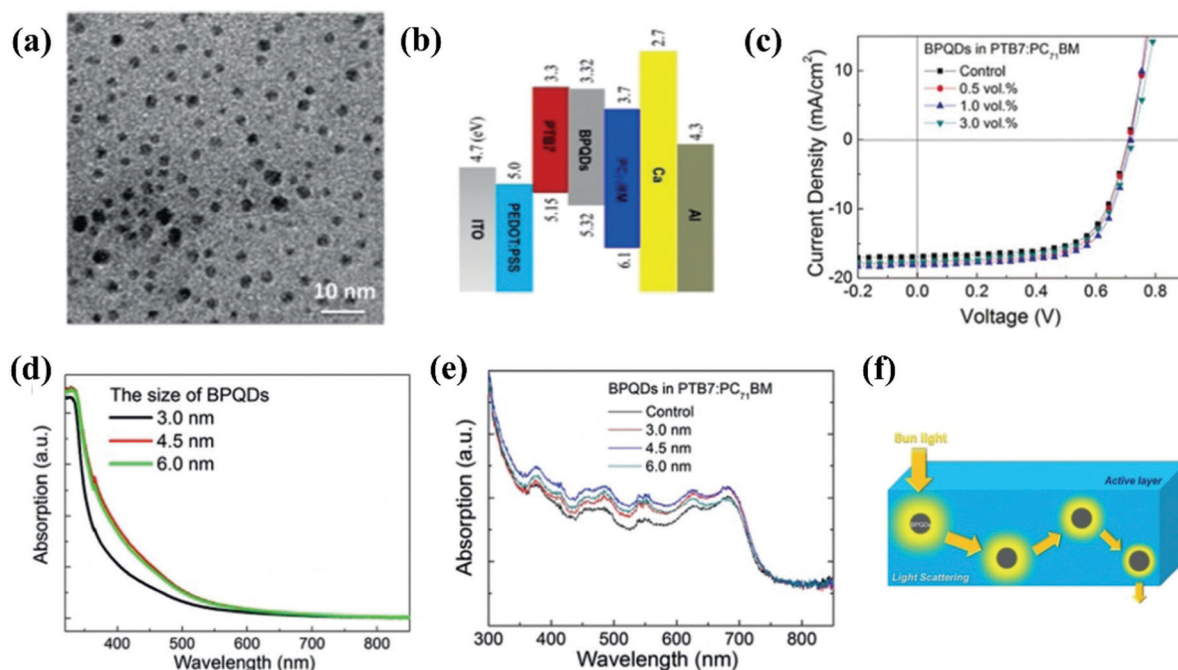 (a)
10 nm
(b)
4.7 (eV)
ITO
5.0
PEDOT:PSS
3.3
PTB7
5.15
3.32
BPQDs
5.32
3.7
6.1
2.7
Ca
4.3
Al
(c)
BPQDs in PTB7:PC71BM
Control
0.5 vol.%
1.0 vol.%
3.0 vol.%
Current Density (mA/cm²)
10
0
-10
-20
-0.2 0.0 0.2 0.4 0.6 0.8
Voltage (V)
(d)
The size of BPQDs
3.0 nm
4.5 nm
6.0 nm
Absorption (a.u.)
400 500 600 700 800
Wavelength (nm)
(e)
BPQDs in PTB7:PC71BM
Control
3.0 nm
4.5 nm
6.0 nm
Absorption (a.u.)
300 400 500 600 700 800
Wavelength (nm)
(f)
Sun light
Active layer
BPQDs
Light Scattering